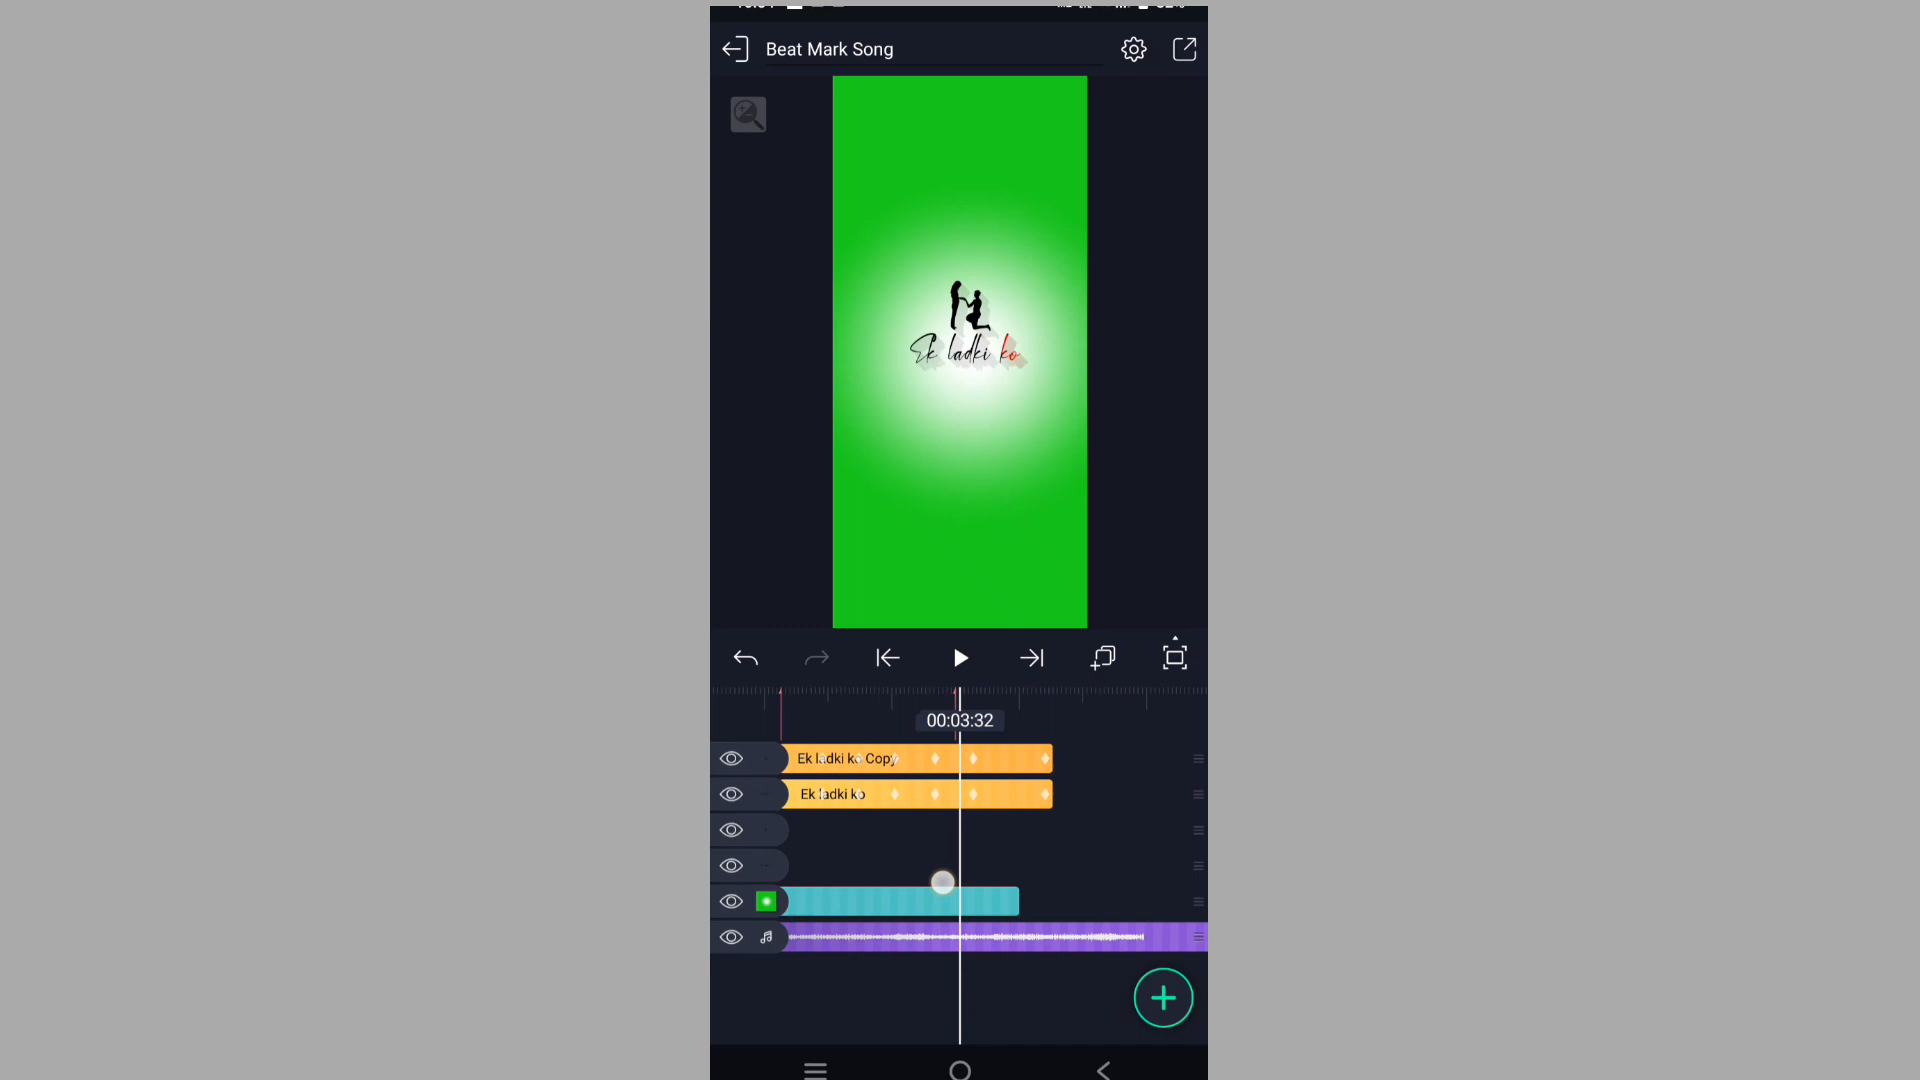 Beat Mark Song
Ek ladki ko
00:03:32
Ek ladki ko Copy
Ek ladki ko